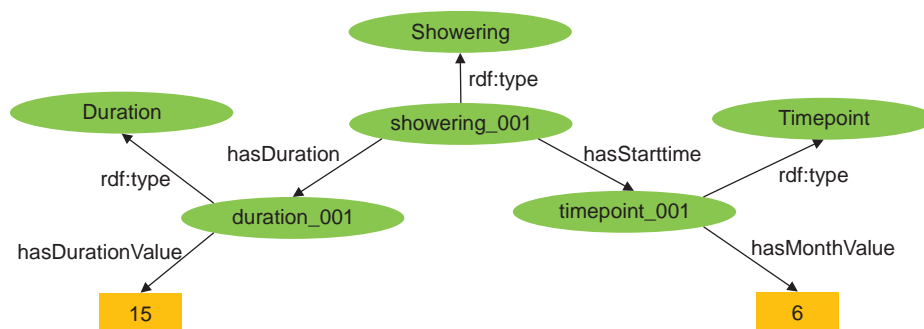 Showering
rdf:type
Duration
showering_001
Timepoint
hasDuration
hasStarttime
rdf:type
rdf:type
duration_001
timepoint_001
hasDurationValue
hasMonthValue
15
6